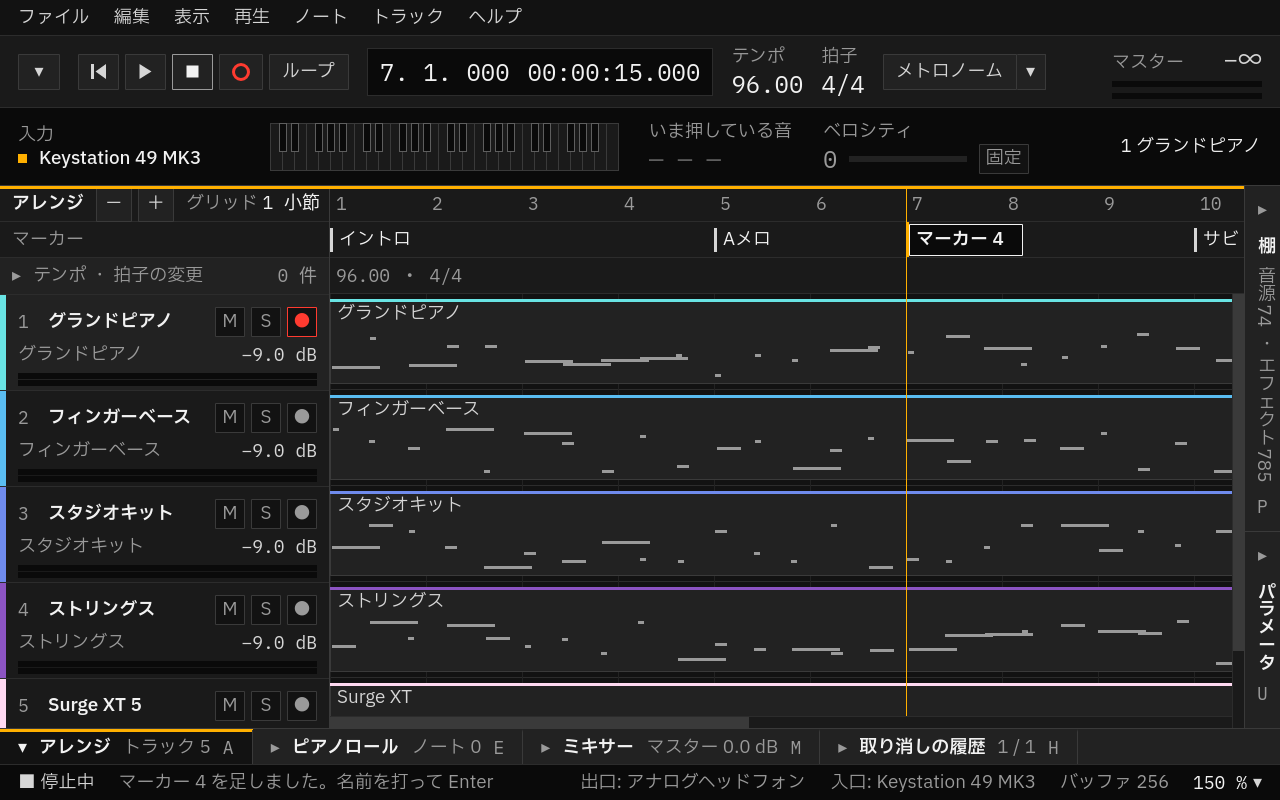 ファイル 編集 表示 再生 ノート トラック ヘルプ
ループ 7. 1. 000 00:00:15.000 テンポ 96.00 拍子 4/4 メトロノーム ▼ マスター −∞
入力 いま押している音 ベロシティ
Keystation 49 MK3 — — — 0 固定 1 グランドピアノ
アレンジ − + グリッド 1 小節 1 2 3 4 5 6 7 8 9 10
マーカー イントロ Aメロ マーカー 4 サビ
▶ テンポ ・ 拍子の変更 0 件 96.00 ・ 4/4
1 グランドピアノ M S グランドピアノ
グランドピアノ −9.0 dB
2 フィンガーベース M S フィンガーベース
フィンガーベース −9.0 dB
3 スタジオキット M S スタジオキット
スタジオキット −9.0 dB
4 ストリングス M S ストリングス
ストリングス −9.0 dB
5 Surge XT 5 M S Surge XT
▶ 棚 音源 74 ・ エフェクト 785 P
▶ パラメータ U
▼ アレンジ トラック 5 A ▶ ピアノロール ノート 0 E ▶ ミキサー マスター 0.0 dB M ▶ 取り消しの履歴 1 / 1 H
■ 停止中 マーカー 4 を足しました。名前を打って Enter 出口: アナログヘッドフォン 入口: Keystation 49 MK3 バッファ 256 150 % ▼